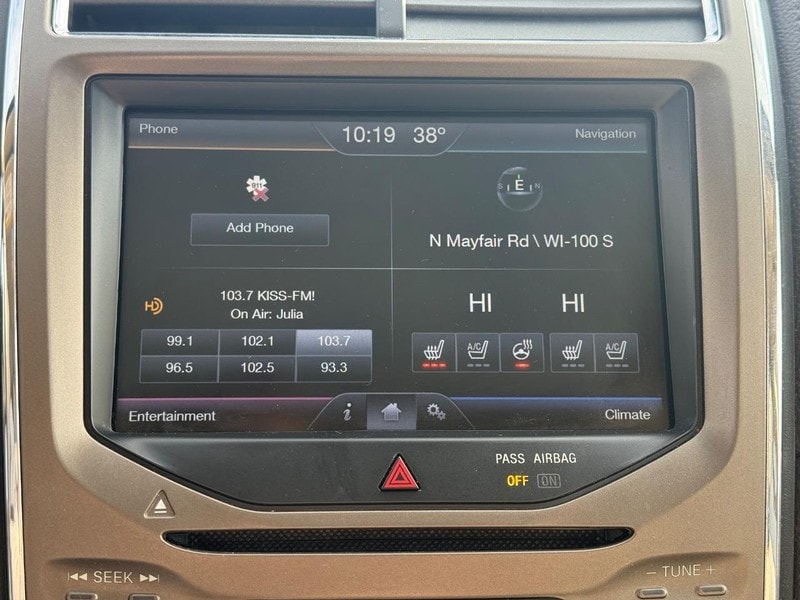 Phone
10:19 38°
Navigation
911
S E N
Add Phone
N Mayfair Rd \ WI-100 S
HD
103.7 KISS-FM!
On Air: Julia
HI HI
99.1 102.1 103.7
96.5 102.5 93.3
A/C A/C
Entertainment
i
Climate
PASS AIRBAG
OFF ON
SEEK
− TUNE +